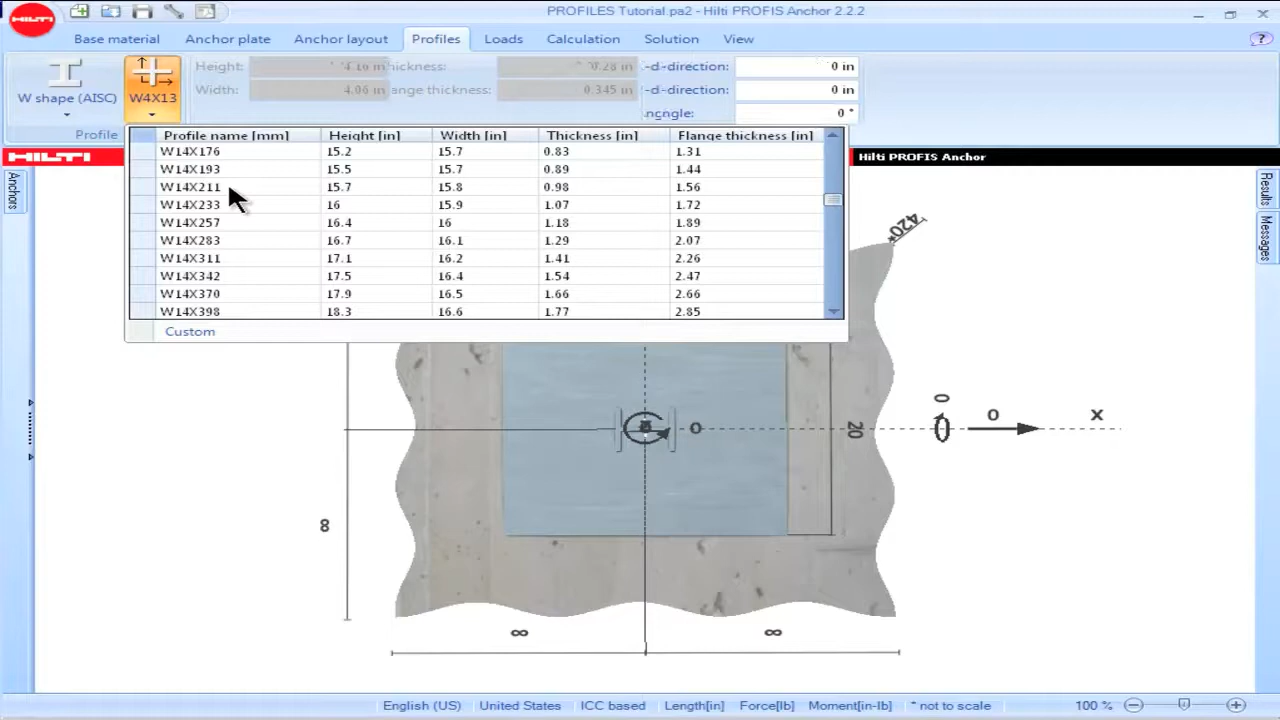 PROFILES Tutorial.pa2 - Hilti PROFIS Anchor 2.2.2
HILTI
Base material Anchor plate Anchor layout Profiles Loads Calculation Solution View
Height: in hickness: 0.28 in -d-direction: 0 in
W shape (AISC) W4X13 Width: 4.06 in ange thickness: 0.345 in -d-direction: 0 in
0 °
Profile
Profile name [mm] Height [in] Width [in] Thickness [in] Flange thickness [in]
W14X176 15.2 15.7 0.83 1.31
W14X193 15.5 15.7 0.89 1.44
W14X211 15.7 15.8 0.98 1.56
W14X233 16 15.9 1.07 1.72
W14X257 16.4 16 1.18 1.89
W14X283 16.7 16.1 1.29 2.07
W14X311 17.1 16.2 1.41 2.26
W14X342 17.5 16.4 1.54 2.47
W14X370 17.9 16.5 1.66 2.66
W14X398 18.3 16.6 1.77 2.85
Custom
HILTI Hilti PROFIS Anchor
Anchors
Results
Messages
420*
0
0 X
0
20
8
∞ ∞
English (US) United States ICC based Length[in] Force[lb] Moment[in-lb] * not to scale 100 %